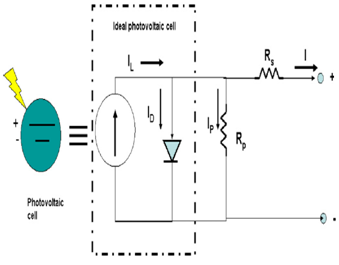 Ideal photovoltaic cell
I_L
R_s
I
+
+
-
I_D
I_P
R_p
Photovoltaic
cell
-